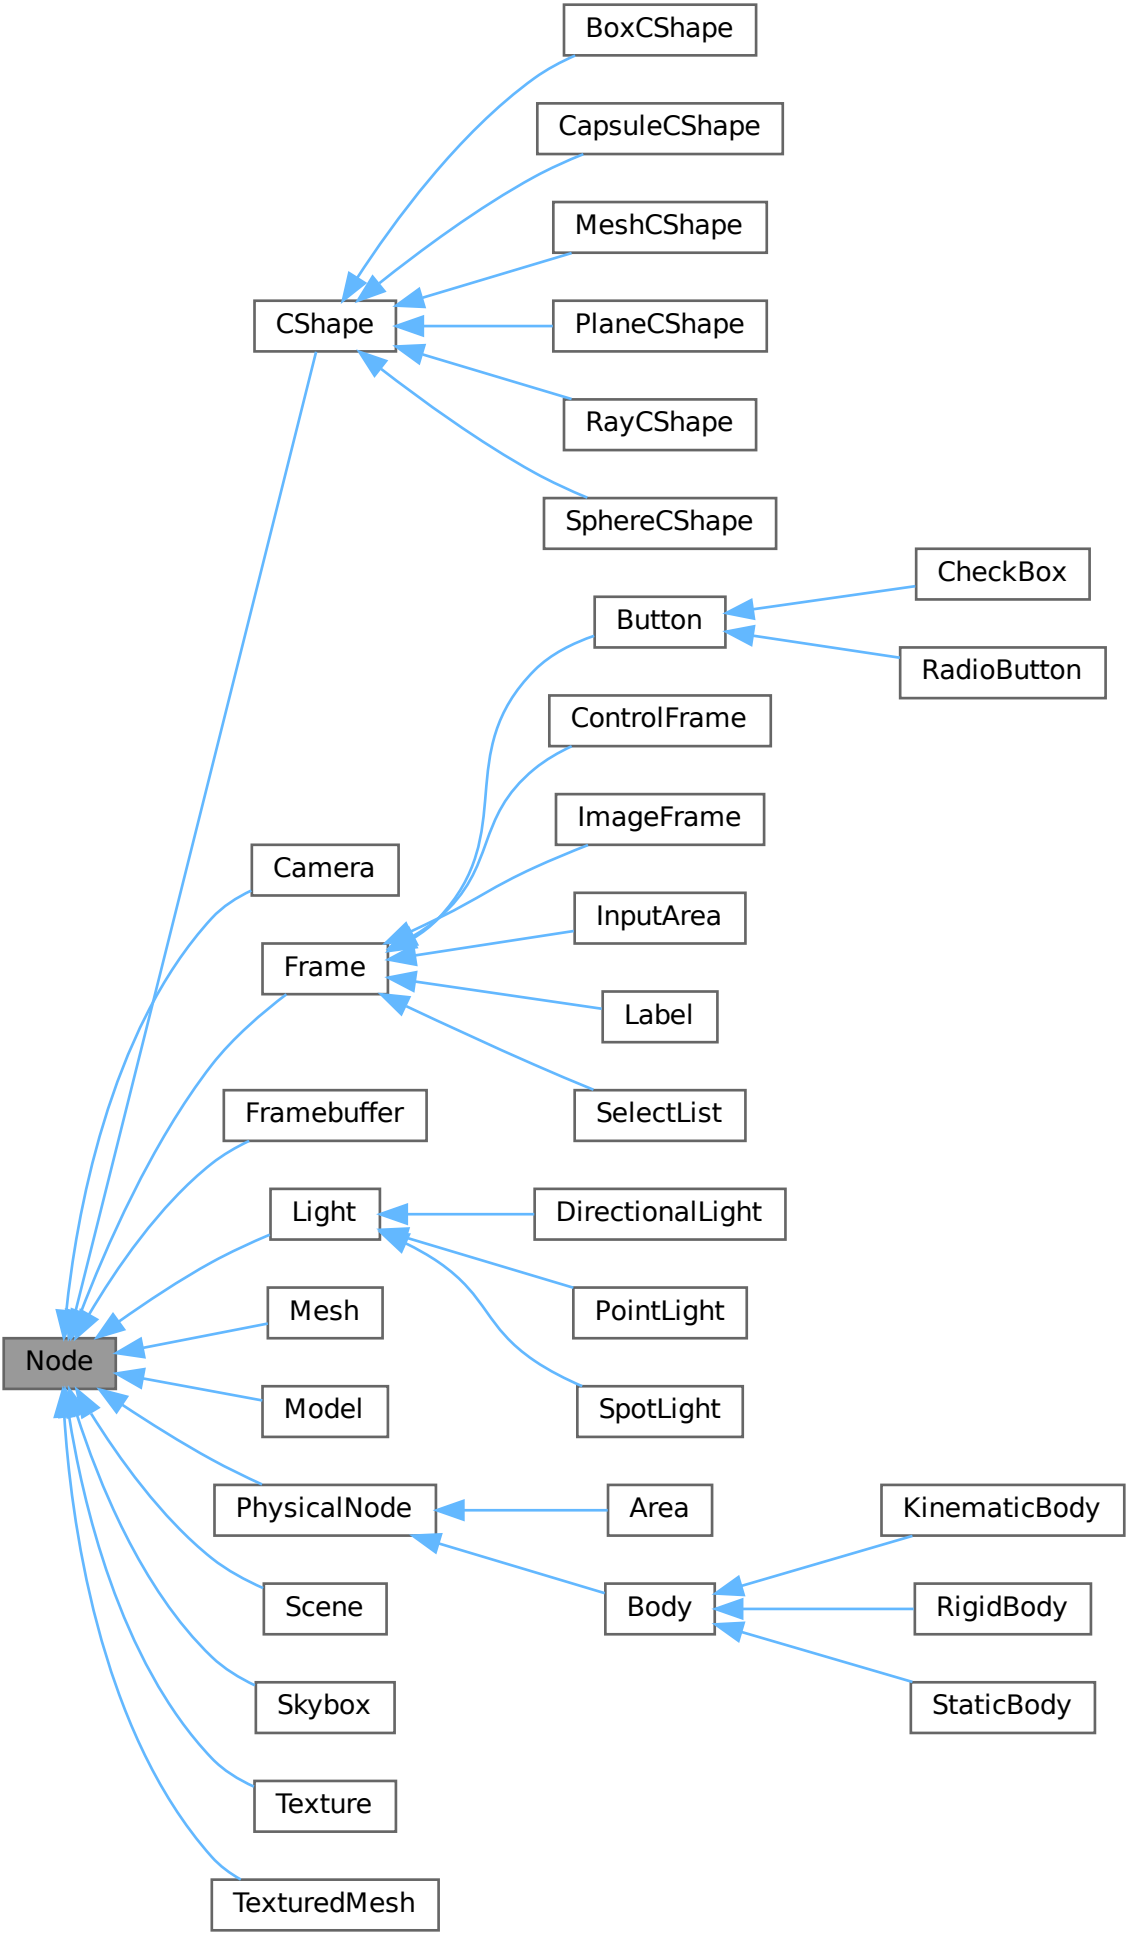 BoxCShape
CapsuleCShape
MeshCShape
CShape
PlaneCShape
RayCShape
SphereCShape
CheckBox
Button
RadioButton
ControlFrame
ImageFrame
Camera
InputArea
Frame
Label
Framebuffer
SelectList
Light
DirectionalLight
Mesh
PointLight
Node
Model
SpotLight
PhysicalNode
Area
KinematicBody
Scene
Body
RigidBody
Skybox
StaticBody
Texture
TexturedMesh